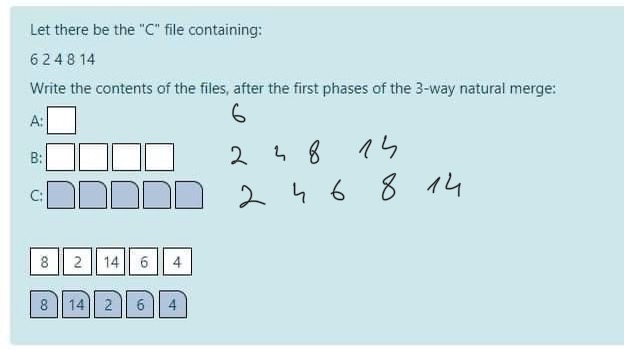 Let there be the "C" file containing:
6 2 4 8 14
Write the contents of the files, after the first phases of the 3-way natural merge:
A: 6
B: 2 4 8 14
C: 2 4 6 8 14
8 2 14 6 4
8 14 2 6 4